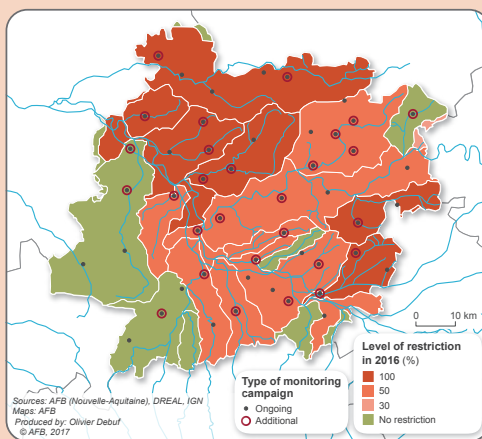 0 10 km
Level of restriction
in 2016 (%)
100
50
30
No restriction
Type of monitoring
campaign
Ongoing
Additional
Sources: AFB (Nouvelle-Aquitaine), DREAL, IGN
Maps: AFB
Produced by: Olivier Debuf
© AFB, 2017